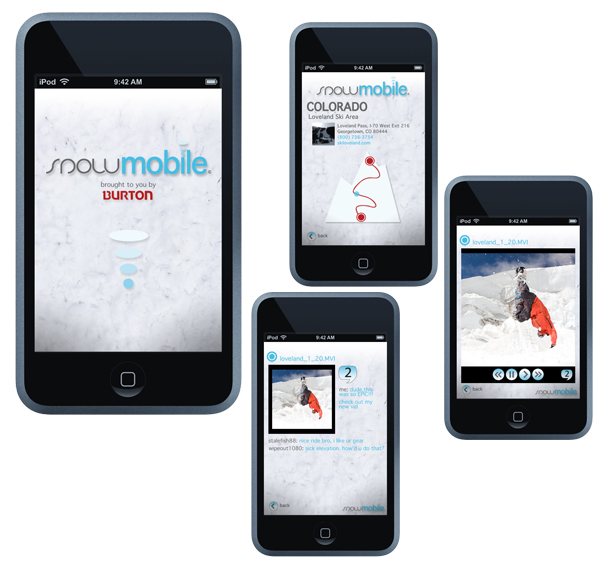 iPod
9:42 AM
snowmobile.
brought to you by
BURTON
iPod
9:42 AM
snowmobile.
COLORADO
Loveland Ski Area
Loveland Pass, I-70 West Exit 216
Georgetown, CO 80444
(800) 736-3754
skiloveland.com
back
iPod
9:42 AM
loveland_1_20.MVI
2
back
snowmobile.
iPod
9:42 AM
loveland_1_20.MVI
2
me: dude this
was so EPIC!!!
check out my
new vid
stalefish88: nice ride bro, i like ur gear
wipeout1080: pick elevation, how'd u do that?
back
snowmobile.